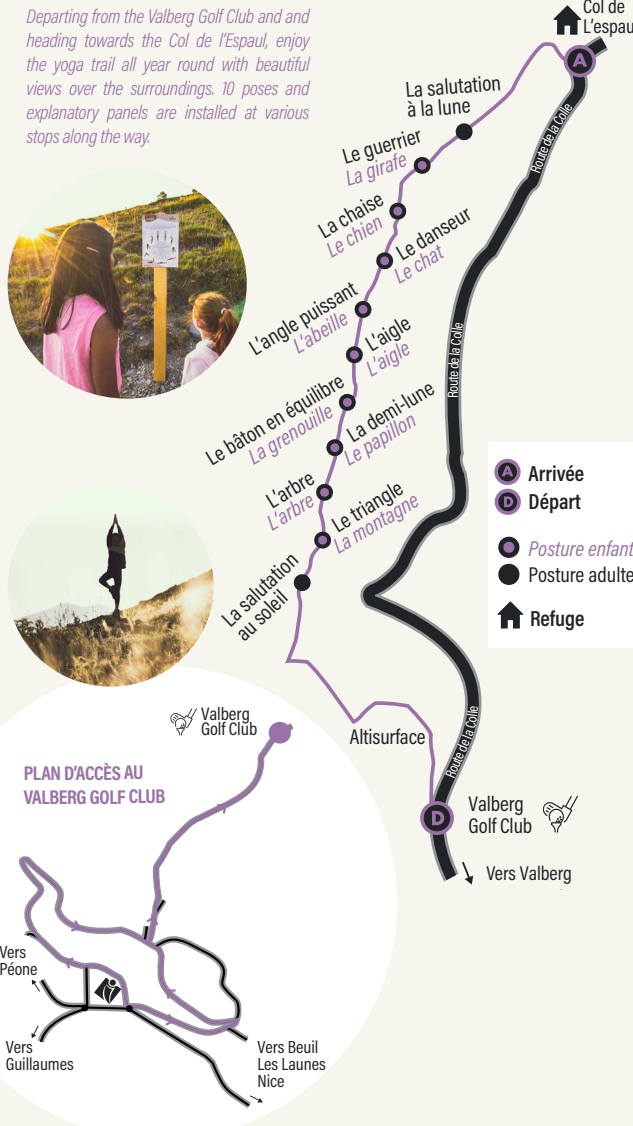 Departing from the Valberg Golf Club and and
heading towards the Col de l'Espaul, enjoy
the yoga trail all year round with beautiful
views over the surroundings. 10 poses and
explanatory panels are installed at various
stops along the way.
Col de
L'espaul
A
Route de la Colle
La salutation
à la lune
Le guerrier
La girafe
La chaise
Le chien
Le danseur
Le chat
L'angle puissant
L'abeille
L'aigle
L'aigle
Route de la Colle
Le bâton en équilibre
La grenouille
La demi-lune
Le papillon
L'arbre
L'arbre
Le triangle
La montagne
La salutation
au soleil
A Arrivée
D Départ
Posture enfant
Posture adulte
Refuge
Altisurface
Route de la Colle
D
Valberg
Golf Club
Vers Valberg
Valberg
Golf Club
PLAN D'ACCÈS AU
VALBERG GOLF CLUB
Vers
Péone
Vers
Guillaumes
Vers Beuil
Les Launes
Nice